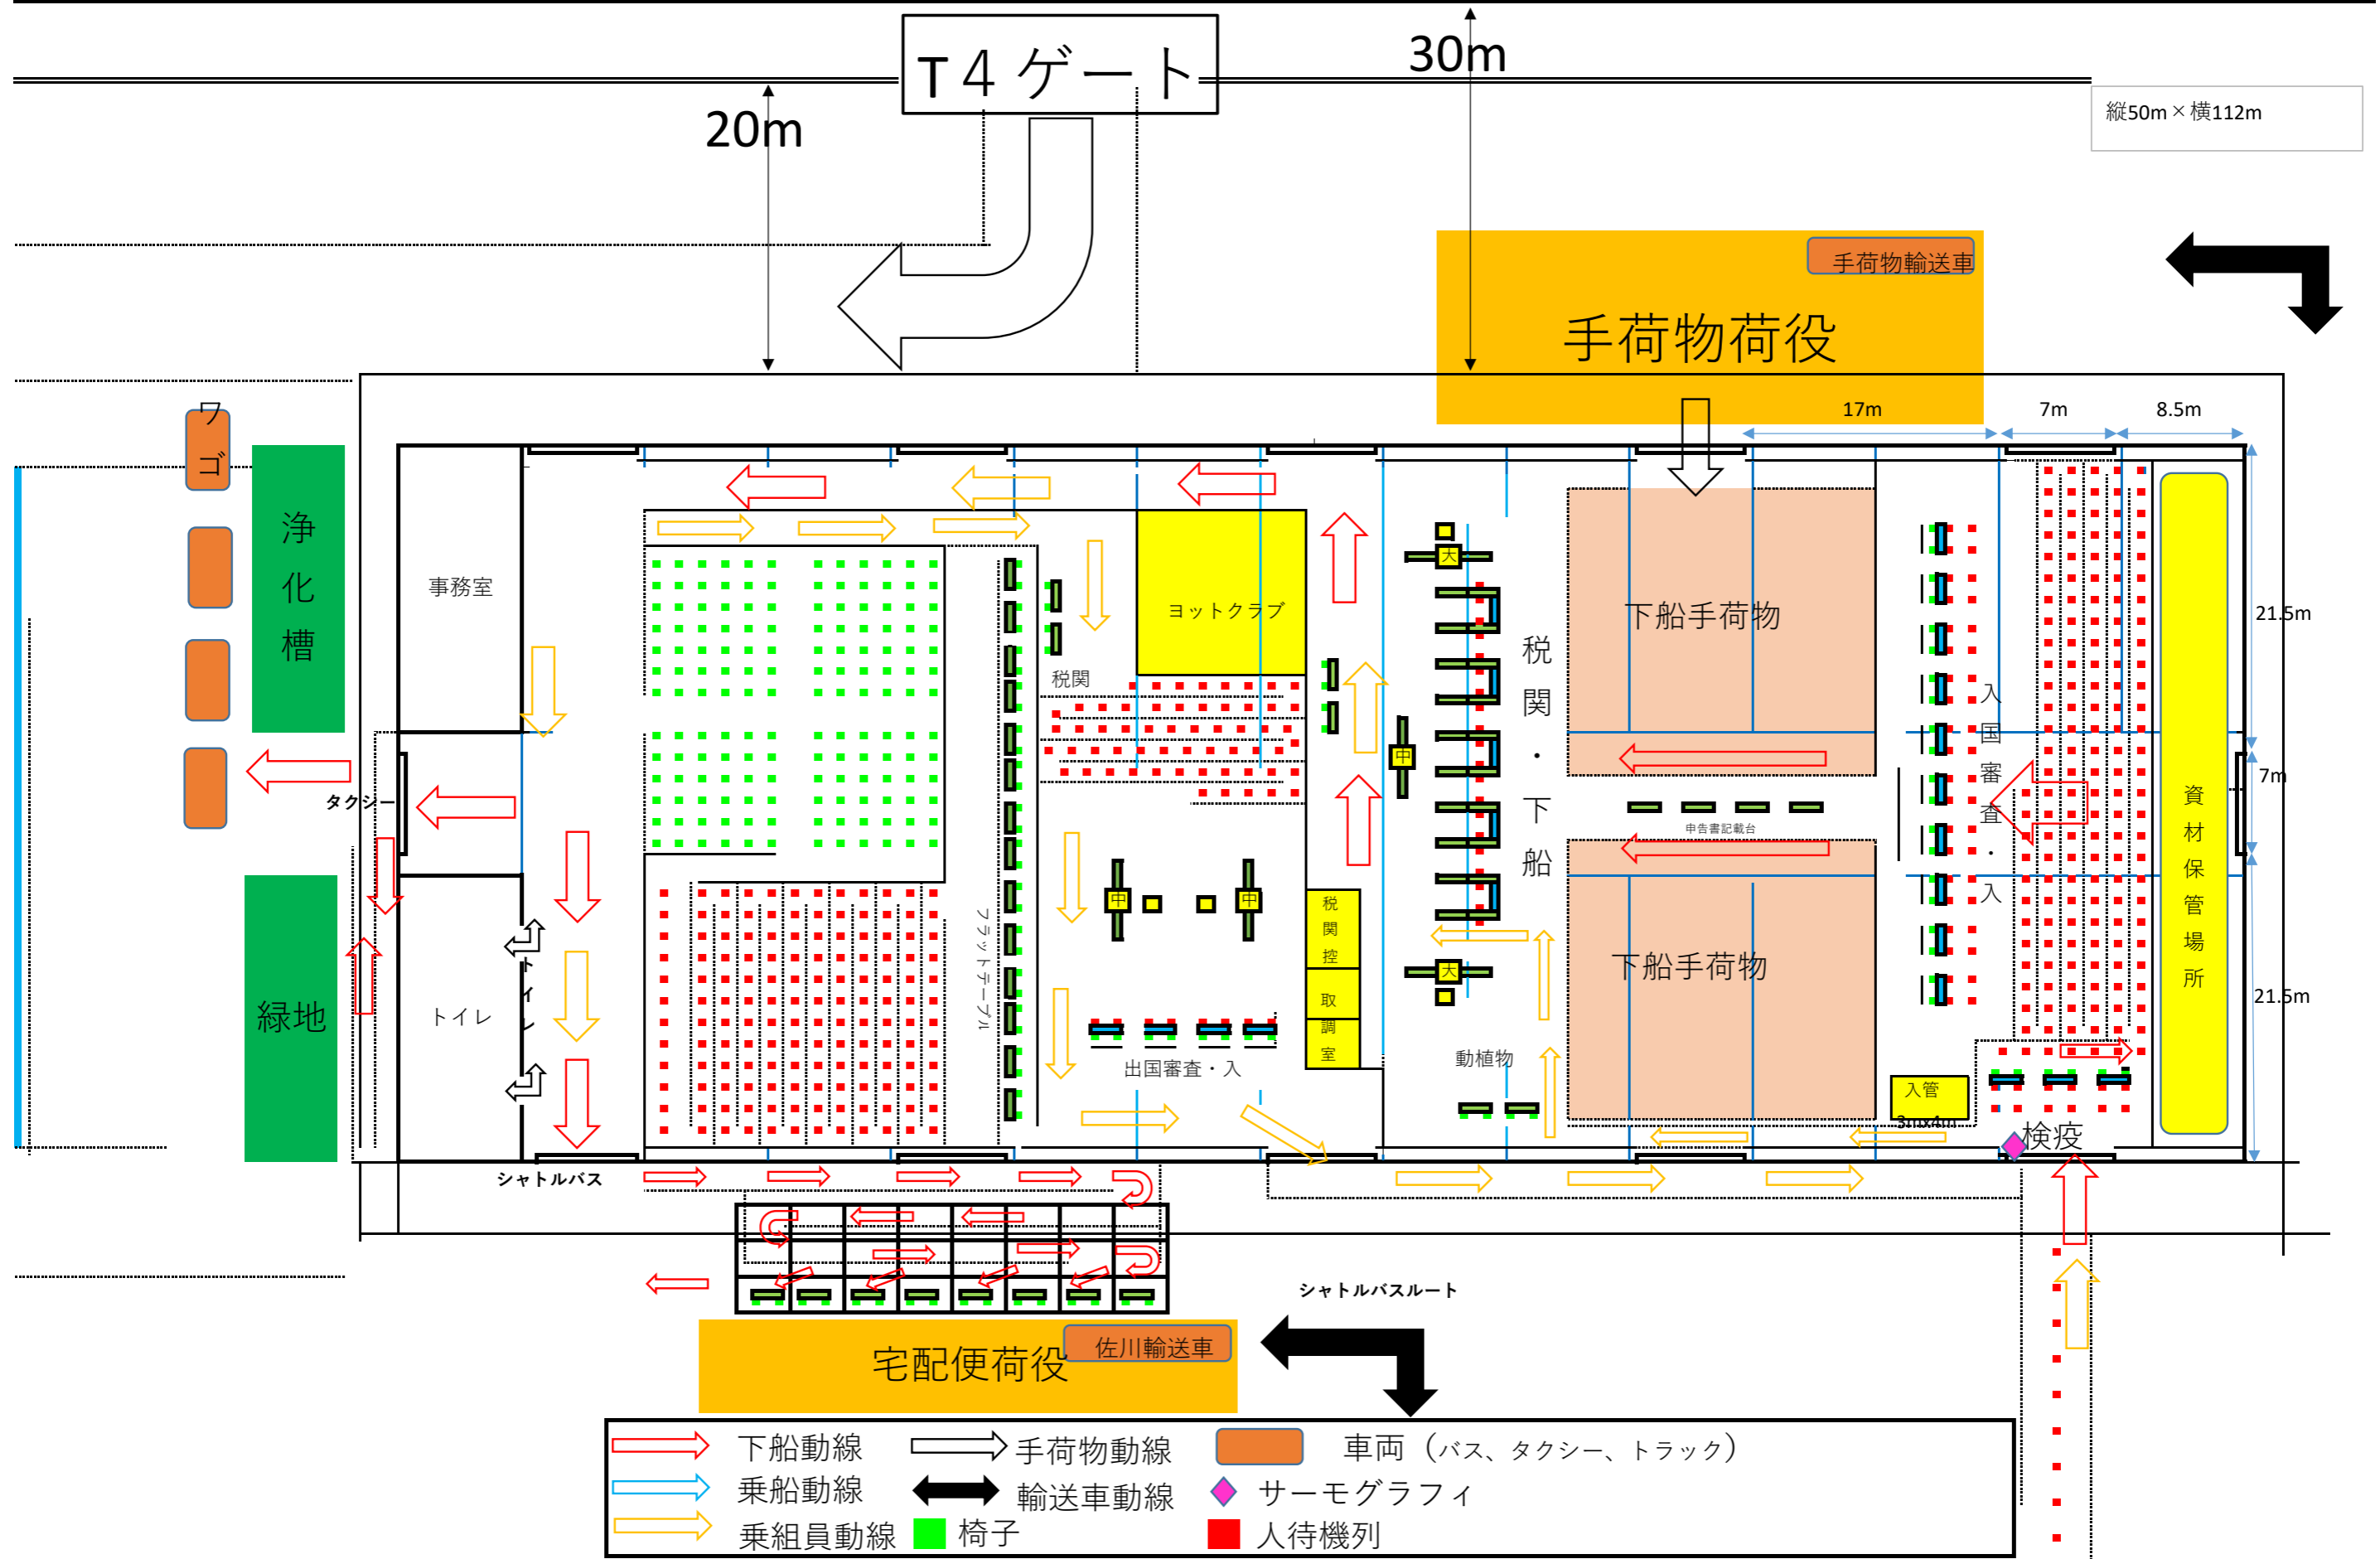 T４ ゲート
30m
20m
縦50m×横112m
手荷物輸送車
手荷物荷役
17m
7m
8.5m
ワゴ
浄化槽
事務室
ヨットクラブ
税関
大
中
税関・下船
下船手荷物
申告書記載台
入国審査・入
資材保管場所
21.5m
7m
21.5m
タクシー
緑地
トイレ
トイレ
フラットテーブル
中
中
税関控
取調室
大
下船手荷物
出国審査・入
動植物
入管
3mx4m
検疫
シャトルバス
シャトルバスルート
宅配便荷役
佐川輸送車
下船動線
手荷物動線
車両（バス、タクシー、トラック）
乗船動線
輸送車動線
サーモグラフィ
乗組員動線
椅子
人待機列